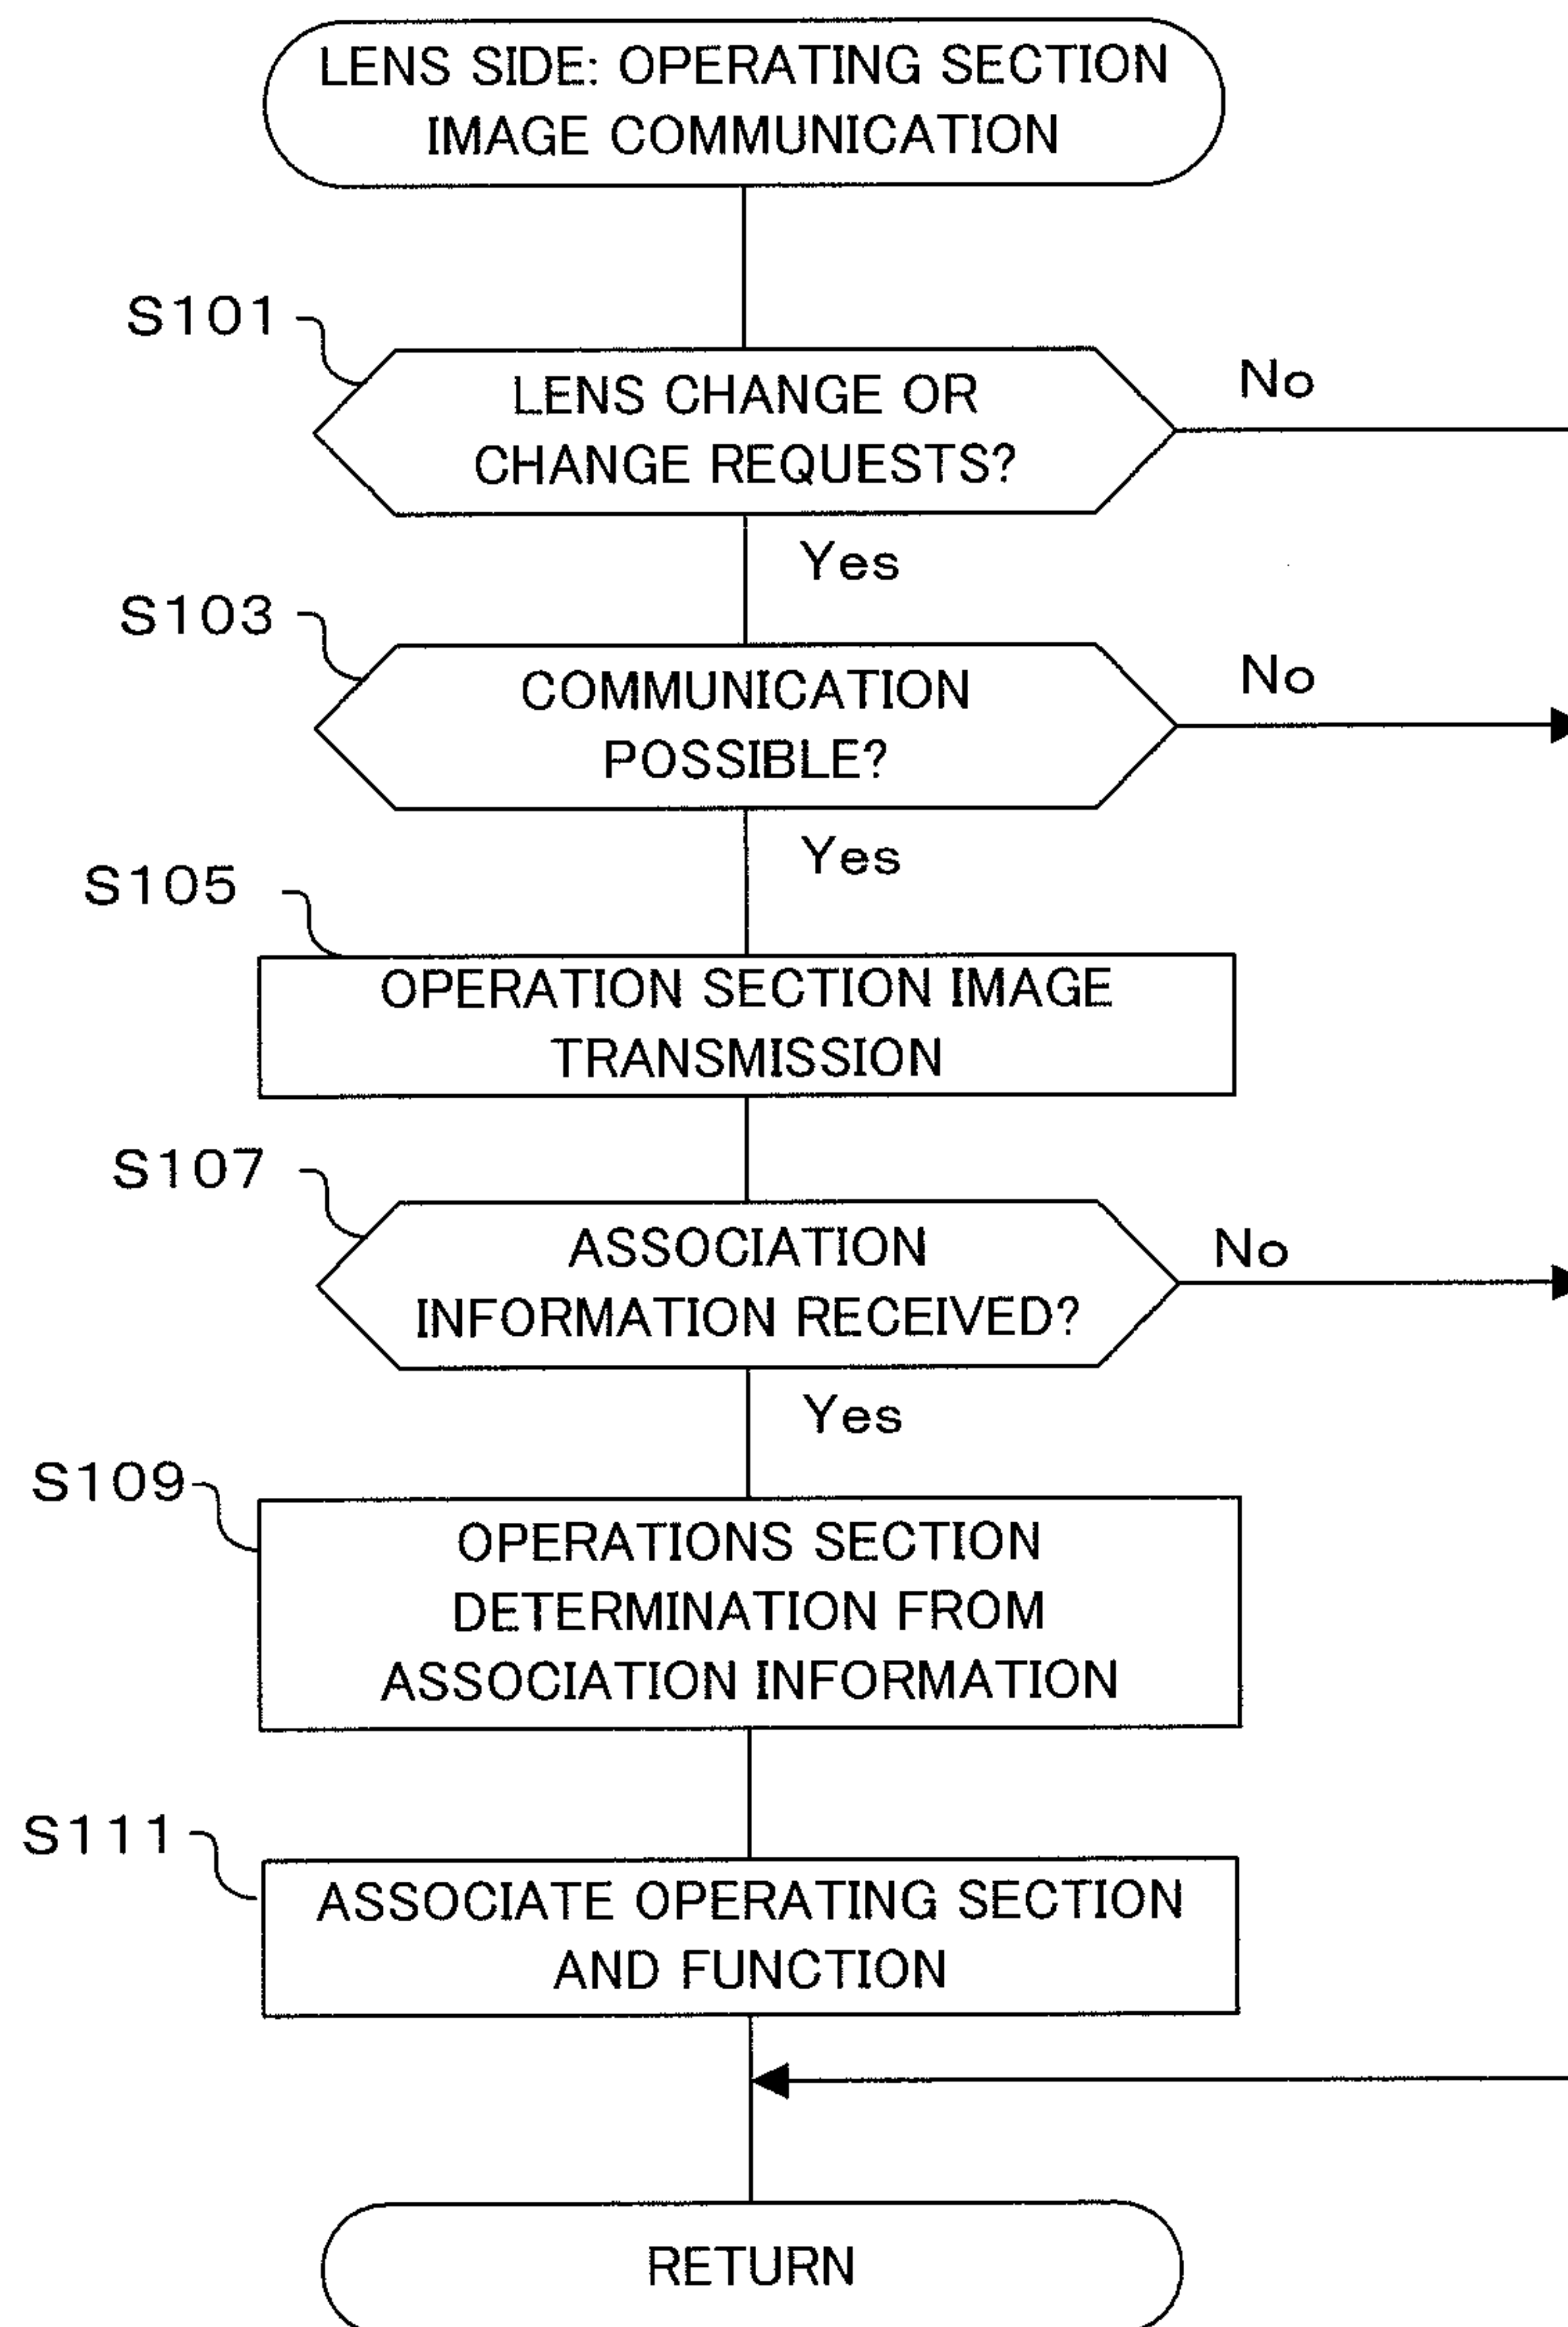 LENS SIDE: OPERATING SECTION
IMAGE COMMUNICATION
S101
LENS CHANGE OR
CHANGE REQUESTS?
No
Yes
S103
COMMUNICATION
POSSIBLE?
No
Yes
S105
OPERATION SECTION IMAGE
TRANSMISSION
S107
ASSOCIATION
INFORMATION RECEIVED?
No
Yes
S109
OPERATIONS SECTION
DETERMINATION FROM
ASSOCIATION INFORMATION
S111
ASSOCIATE OPERATING SECTION
AND FUNCTION
RETURN